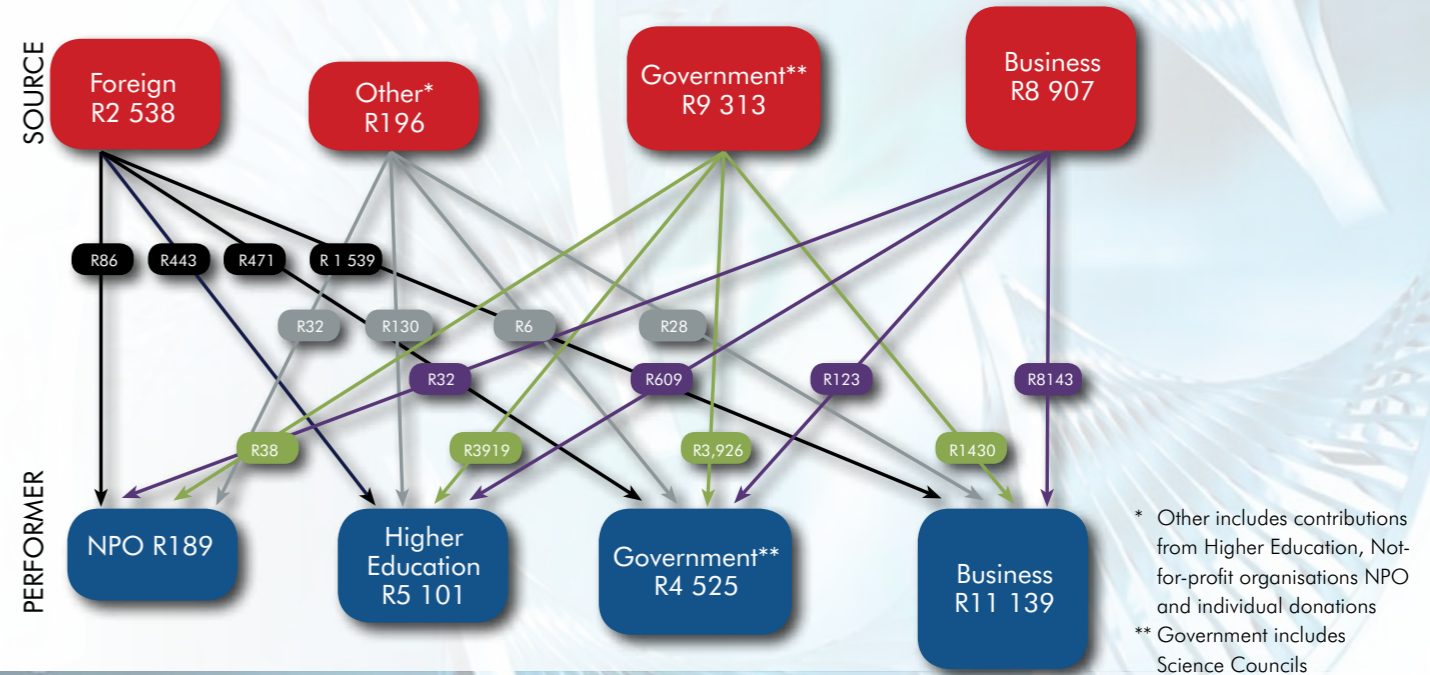 SOURCE
Foreign
R2 538
Other*
R196
Government**
R9 313
Business
R8 907
R86
R443
R471
R 1 539
R32
R130
R6
R28
R32
R609
R123
R8143
R38
R3919
R3,926
R1430
PERFORMER
NPO R189
Higher
Education
R5 101
Government**
R4 525
Business
R11 139
* Other includes contributions
from Higher Education, Not-
for-profit organisations NPO
and individual donations
** Government includes
Science Councils